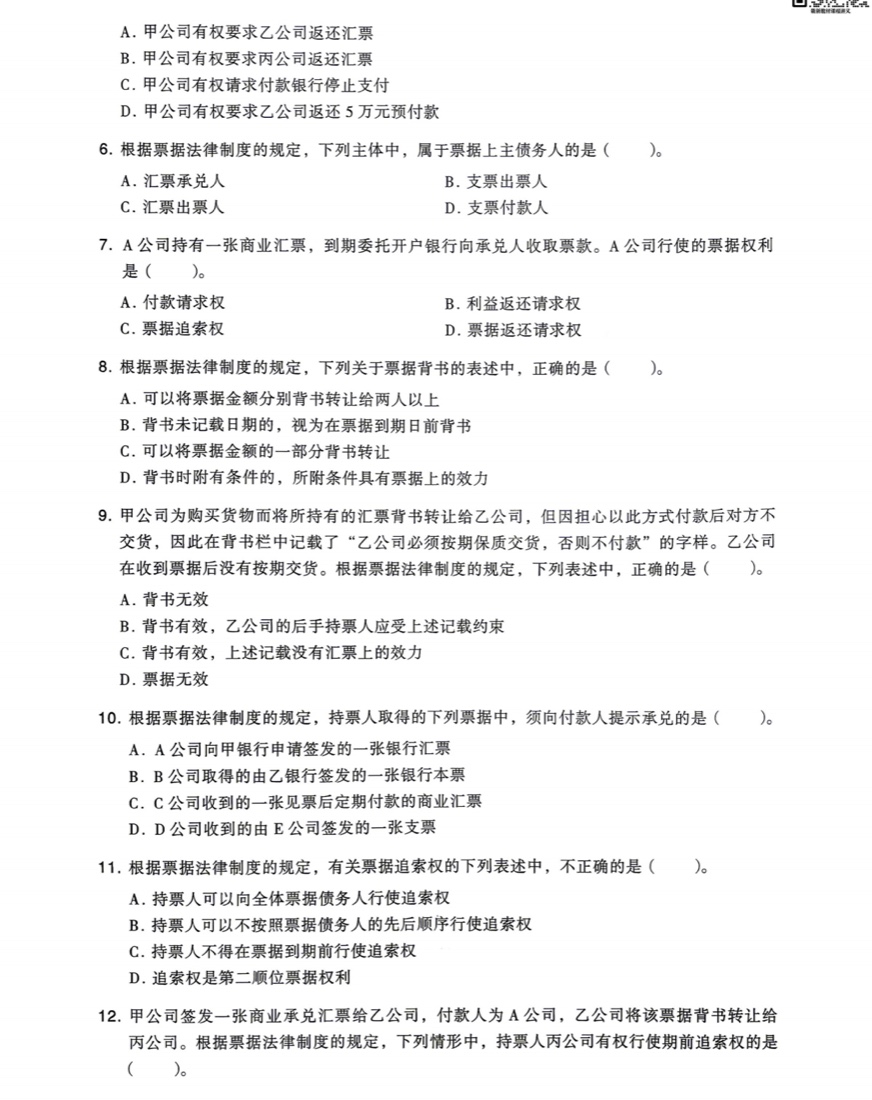 A. 甲公司有权要求乙公司返还汇票
B. 甲公司有权要求丙公司返还汇票
C. 甲公司有权请求付款银行停止支付
D. 甲公司有权要求乙公司返还 5 万元预付款
6. 根据票据法律制度的规定，下列主体中，属于票据上主债务人的是（　　）。
A. 汇票承兑人 B. 支票出票人
C. 汇票出票人 D. 支票付款人
7. A 公司持有一张商业汇票，到期委托开户银行向承兑人收取票款。A 公司行使的票据权利
是（　　）。
A. 付款请求权 B. 利益返还请求权
C. 票据追索权 D. 票据返还请求权
8. 根据票据法律制度的规定，下列关于票据背书的表述中，正确的是（　　）。
A. 可以将票据金额分别背书转让给两人以上
B. 背书未记载日期的，视为在票据到期日前背书
C. 可以将票据金额的一部分背书转让
D. 背书时附有条件的，所附条件具有票据上的效力
9. 甲公司为购买货物而将所持有的汇票背书转让给乙公司，但因担心以此方式付款后对方不
交货，因此在背书栏中记载了“乙公司必须按期保质交货，否则不付款”的字样。乙公司
在收到票据后没有按期交货。根据票据法律制度的规定，下列表述中，正确的是（　　）。
A. 背书无效
B. 背书有效，乙公司的后手持票人应受上述记载约束
C. 背书有效，上述记载没有汇票上的效力
D. 票据无效
10. 根据票据法律制度的规定，持票人取得的下列票据中，须向付款人提示承兑的是（　　）。
A. A 公司向甲银行申请签发的一张银行汇票
B. B 公司取得的由乙银行签发的一张银行本票
C. C 公司收到的一张见票后定期付款的商业汇票
D. D 公司收到的由 E 公司签发的一张支票
11. 根据票据法律制度的规定，有关票据追索权的下列表述中，不正确的是（　　）。
A. 持票人可以向全体票据债务人行使追索权
B. 持票人可以不按照票据债务人的先后顺序行使追索权
C. 持票人不得在票据到期前行使追索权
D. 追索权是第二顺位票据权利
12. 甲公司签发一张商业承兑汇票给乙公司，付款人为 A 公司，乙公司将该票据背书转让给
丙公司。根据票据法律制度的规定，下列情形中，持票人丙公司有权行使期前追索权的是
（　　）。